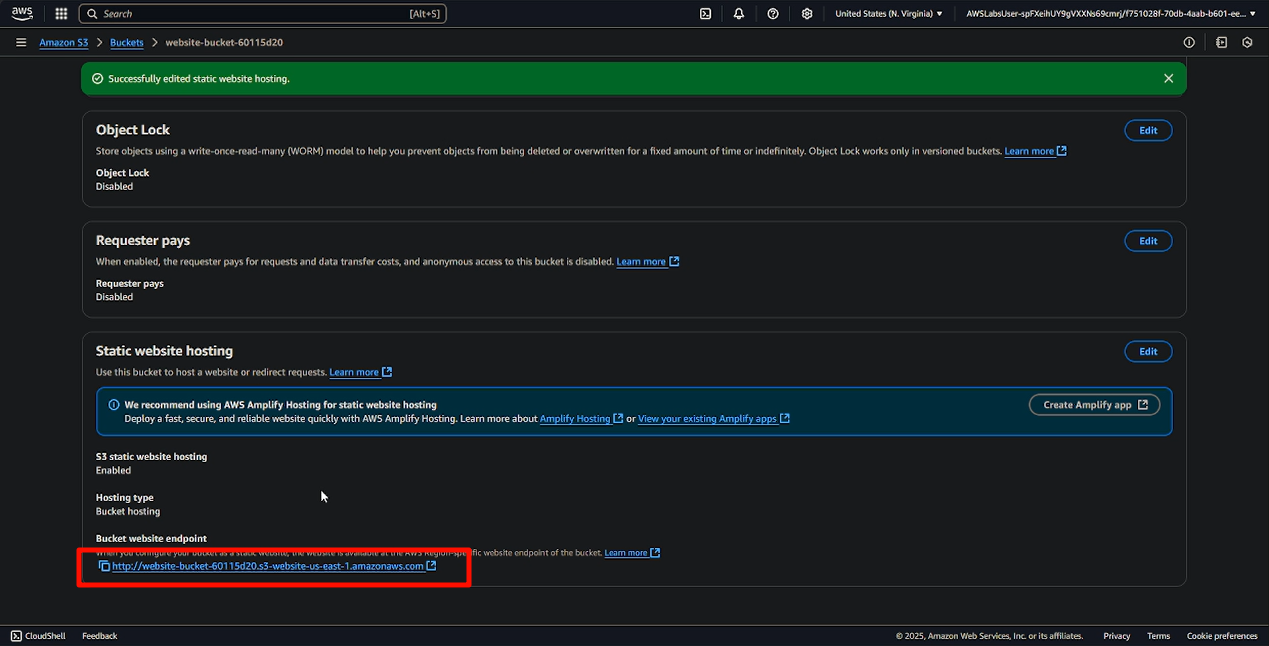 aws
Search
[Alt+S]
United States (N. Virginia)
AWSLabsUser-spFXeihUY9gVXXNs69cmrj/f751028f-70db-4aab-b601-ee...
Amazon S3 > Buckets > website-bucket-60115d20
Successfully edited static website hosting.
Object Lock
Edit
Store objects using a write-once-read-many (WORM) model to help you prevent objects from being deleted or overwritten for a fixed amount of time or indefinitely. Object Lock works only in versioned buckets. Learn more
Object Lock
Disabled
Requester pays
Edit
When enabled, the requester pays for requests and data transfer costs, and anonymous access to this bucket is disabled. Learn more
Requester pays
Disabled
Static website hosting
Edit
Use this bucket to host a website or redirect requests. Learn more
We recommend using AWS Amplify Hosting for static website hosting
Deploy a fast, secure, and reliable website quickly with AWS Amplify Hosting. Learn more about Amplify Hosting or View your existing Amplify apps
Create Amplify app
S3 static website hosting
Enabled
Hosting type
Bucket hosting
Bucket website endpoint
When you configure your bucket as a static website, the website is available at the AWS Region-specific website endpoint of the bucket. Learn more
http://website-bucket-60115d20.s3-website-us-east-1.amazonaws.com
CloudShell
Feedback
© 2025, Amazon Web Services, Inc. or its affiliates.
Privacy
Terms
Cookie preferences